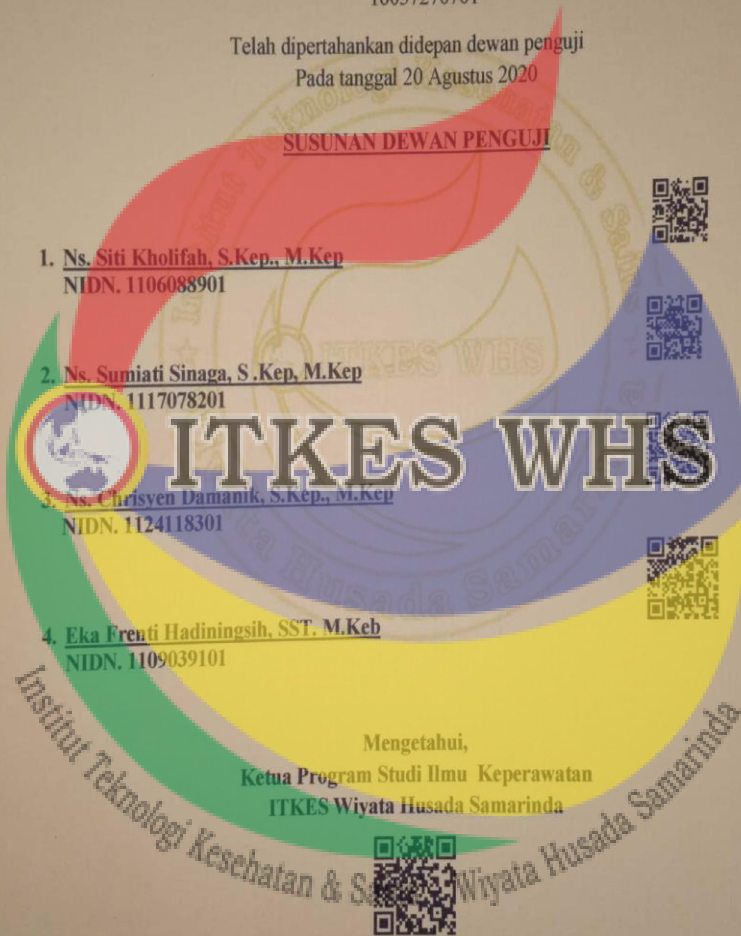 Telah dipertahankan didepan dewan penguji
Pada tanggal 20 Agustus 2020
SUSUNAN DEWAN PENGUJI
1. Ns. Siti Kholifah, S.Kep., M.Kep
NIDN. 1106088901
2. Ns. Sumiati Sinaga, S .Kep, M.Kep
NIDN. 1117078201
ITKES WHS
ITKES WHS
3. Ns. Chrisyen Damanik, S.Kep., M.Kep
NIDN. 1124118301
4. Eka Frenti Hadiningsih, SST. M.Keb
NIDN. 1109039101
Mengetahui,
Ketua Program Studi Ilmu Keperawatan
ITKES Wiyata Husada Samarinda
Institut Teknologi Kesehatan & Wiyata Husada Samarinda